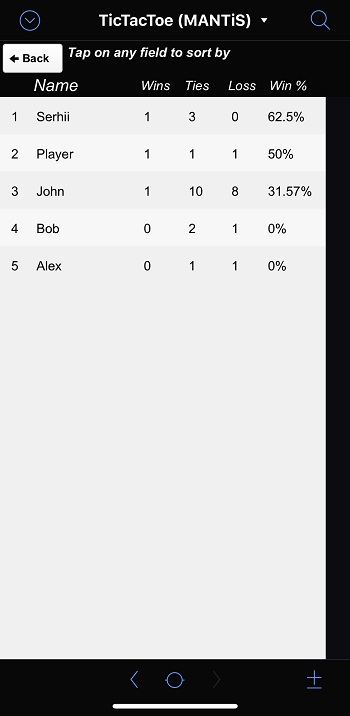 TicTacToe (MANTiS)
Tap on any field to sort by
Back
Name Wins Ties Loss Win %
1 Serhii 1 3 0 62.5%
2 Player 1 1 1 50%
3 John 1 10 8 31.57%
4 Bob 0 2 1 0%
5 Alex 0 1 1 0%